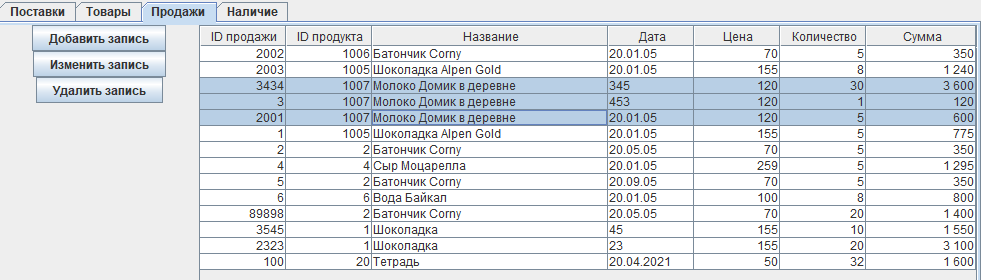 Поставки Товары Продажи Наличие
Добавить запись
Изменить запись
Удалить запись
ID продажи ID продукта Название Дата Цена Количество Сумма
2002 1006 Батончик Corny 20.01.05 70 5 350
2003 1005 Шоколадка Alpen Gold 20.01.05 155 8 1 240
3434 1007 Молоко Домик в деревне 345 120 30 3 600
3 1007 Молоко Домик в деревне 453 120 1 120
2001 1007 Молоко Домик в деревне 20.01.05 120 5 600
1 1005 Шоколадка Alpen Gold 20.01.05 155 5 775
2 2 Батончик Corny 20.05.05 70 5 350
4 4 Сыр Моцарелла 20.01.05 259 5 1 295
5 2 Батончик Corny 20.09.05 70 5 350
6 6 Вода Байкал 20.01.05 100 8 800
89898 2 Батончик Corny 20.05.05 70 20 1 400
3545 1 Шоколадка 45 155 10 1 550
2323 1 Шоколадка 23 155 20 3 100
100 20 Тетрадь 20.04.2021 50 32 1 600